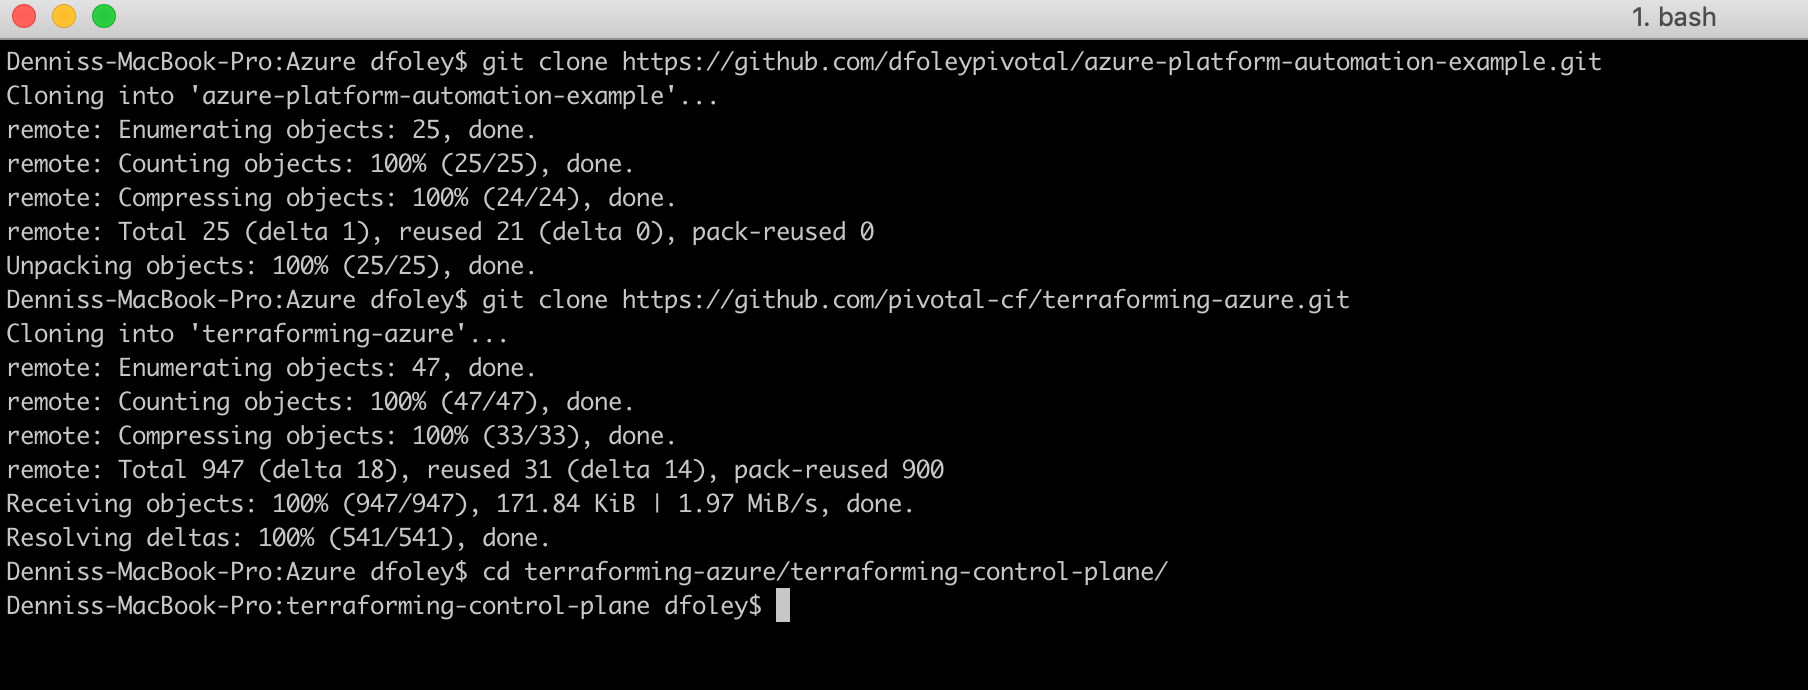 1. bash
Denniss-MacBook-Pro:Azure dfoley$ git clone https://github.com/dfoleypivotal/azure-platform-automation-example.git
Cloning into 'azure-platform-automation-example'...
remote: Enumerating objects: 25, done.
remote: Counting objects: 100% (25/25), done.
remote: Compressing objects: 100% (24/24), done.
remote: Total 25 (delta 1), reused 21 (delta 0), pack-reused 0
Unpacking objects: 100% (25/25), done.
Denniss-MacBook-Pro:Azure dfoley$ git clone https://github.com/pivotal-cf/terraforming-azure.git
Cloning into 'terraforming-azure'...
remote: Enumerating objects: 47, done.
remote: Counting objects: 100% (47/47), done.
remote: Compressing objects: 100% (33/33), done.
remote: Total 947 (delta 18), reused 31 (delta 14), pack-reused 900
Receiving objects: 100% (947/947), 171.84 KiB | 1.97 MiB/s, done.
Resolving deltas: 100% (541/541), done.
Denniss-MacBook-Pro:Azure dfoley$ cd terraforming-azure/terraforming-control-plane/
Denniss-MacBook-Pro:terraforming-control-plane dfoley$